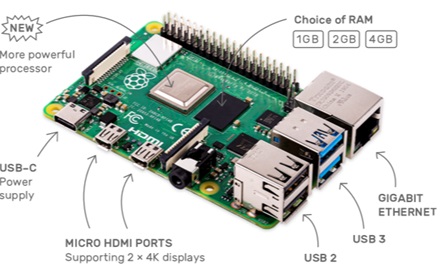 NEW
More powerful
processor
Choice of RAM
1GB 2GB 4GB
HDMI
USB-C
Power
supply
MICRO HDMI PORTS
Supporting 2 × 4K displays
USB 2
USB 3
GIGABIT
ETHERNET